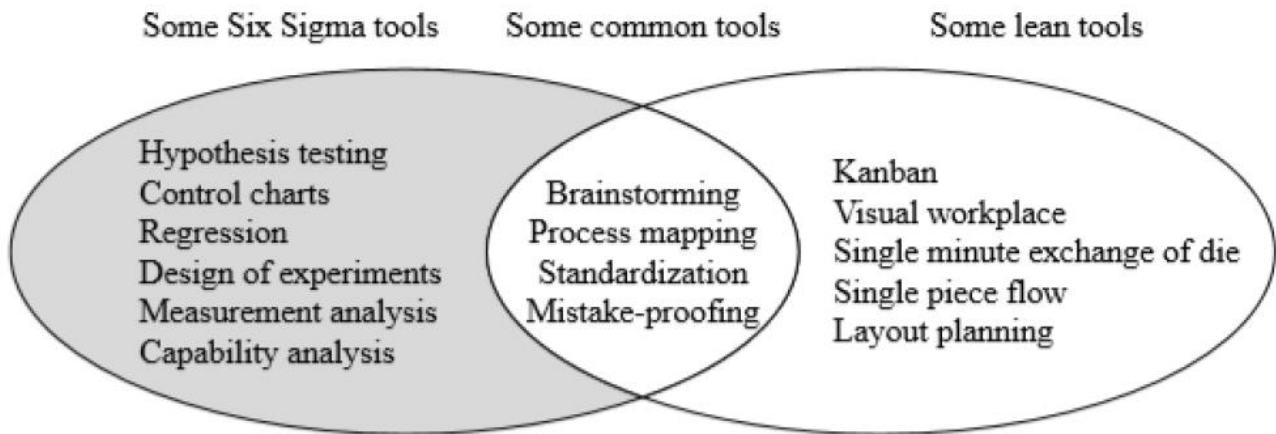 Some Six Sigma tools
Some common tools
Some lean tools
Hypothesis testing
Control charts
Regression
Design of experiments
Measurement analysis
Capability analysis
Brainstorming
Process mapping
Standardization
Mistake-proofing
Kanban
Visual workplace
Single minute exchange of die
Single piece flow
Layout planning